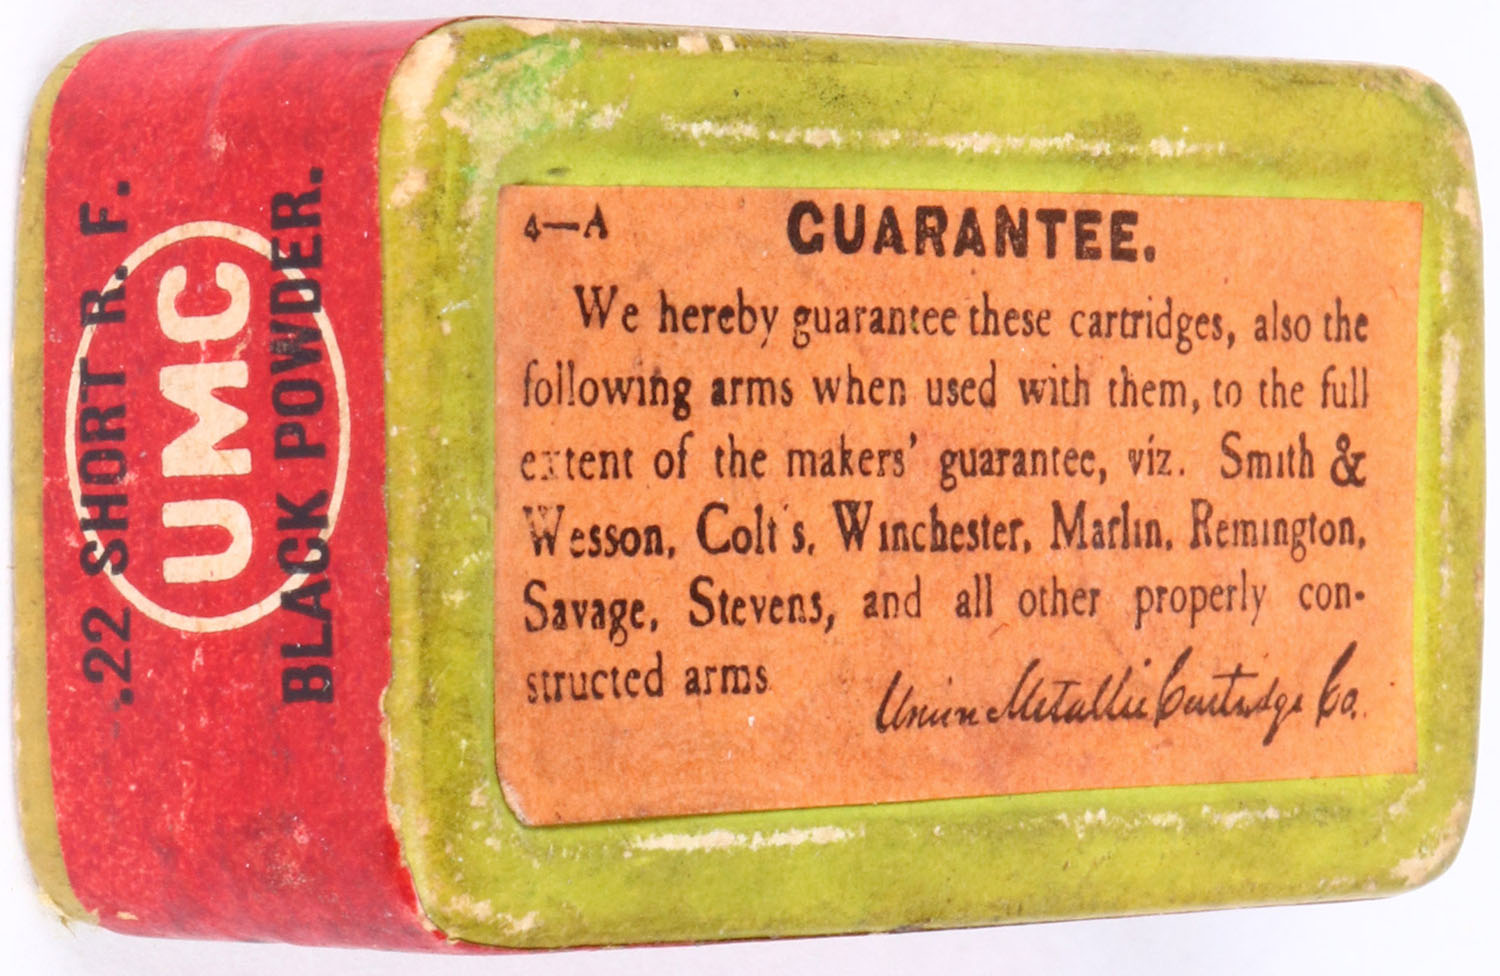 .22 SHORT R. F.
UMC
BLACK POWDER.
4—A
GUARANTEE.
We hereby guarantee these cartridges, also the
following arms when used with them, to the full
extent of the makers' guarantee, viz. Smith &
Wesson, Colt's, Winchester, Marlin, Remington,
Savage, Stevens, and all other properly con-
structed arms
Union Metallic Cartridge Co.